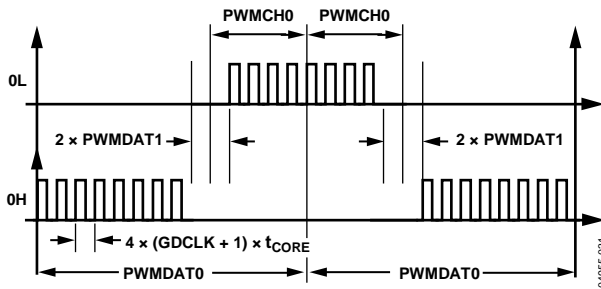 PWMCH0 PWMCH0
0L
2 × PWMDAT1 2 × PWMDAT1
0H
4 × (GDCLK + 1) × tCORE
PWMDAT0 PWMDAT0